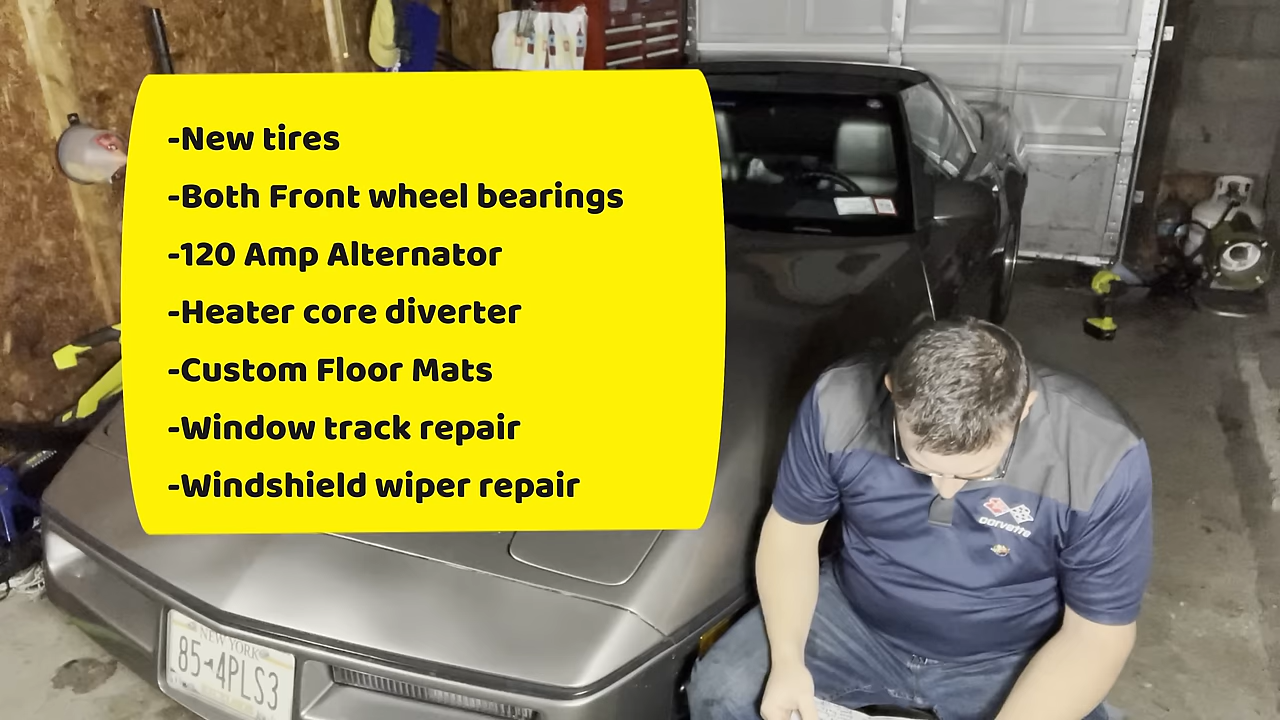 -New tires
-Both Front wheel bearings
-120 Amp Alternator
-Heater core diverter
-Custom Floor Mats
-Window track repair
-Windshield wiper repair
corvette
NEW YORK
85 4PLS3